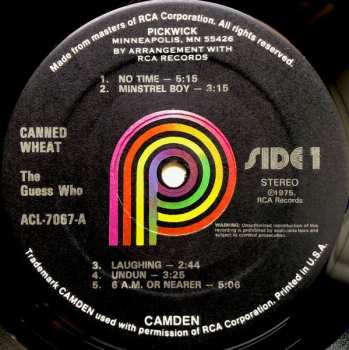 Made from masters of RCA Corporation. All rights reserved.
PICKWICK
MINNEAPOLIS, MN 55426
BY ARRANGEMENT WITH
RCA RECORDS
1. NO TIME – 5:15
2. MINSTREL BOY – 3:15
CANNED
WHEAT
The
Guess Who
ACL-7067-A
P
SIDE 1
STEREO
℗1975.
RCA Records
WARNING: Unauthorized reproduction of this
recording is prohibited by applicable laws and
subject to criminal prosecution.
3. LAUGHING – 2:44
4. UNDUN – 3:25
5. 6 A.M. OR NEARER – 5:06
CAMDEN
Trademark CAMDEN used with permission of RCA Corporation. Printed in U.S.A.